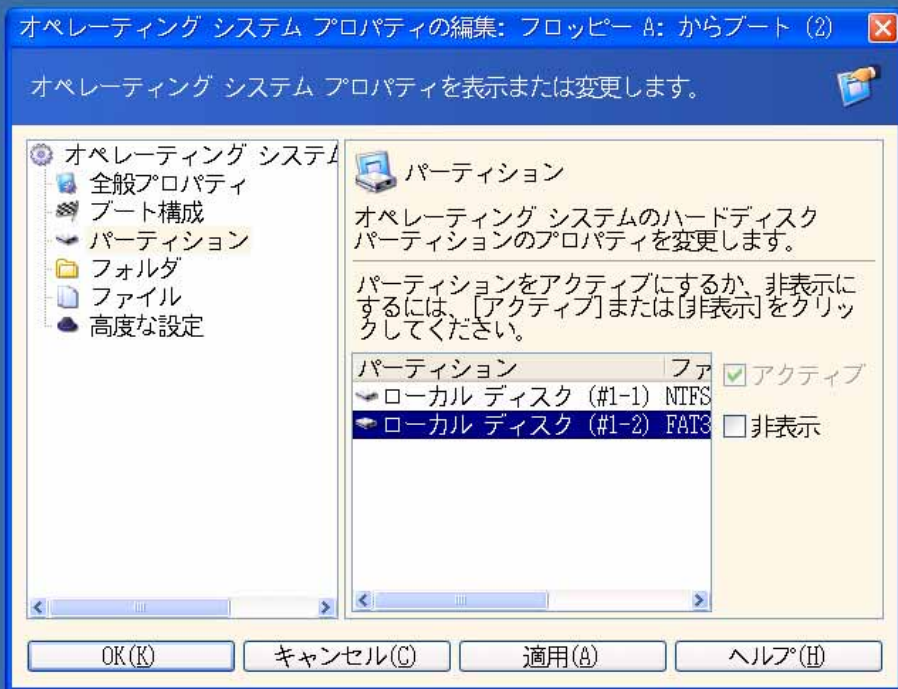 オペレーティング システム プロパティの編集: フロッピー A: からブート (2)
オペレーティング システム プロパティを表示または変更します。
オペレーティング システム
全般プロパティ
ブート構成
パーティション
フォルダ
ファイル
高度な設定
パーティション
オペレーティング システムのハードディスク
パーティションのプロパティを変更します。
パーティションをアクティブにするか、非表示に
するには、[アクティブ]または[非表示]をクリッ
クしてください。
パーティション ファ
ローカル ディスク (#1-1) NTFS
ローカル ディスク (#1-2) FAT3
アクティブ
非表示
OK(K)
キャンセル(C)
適用(A)
ヘルプ(H)